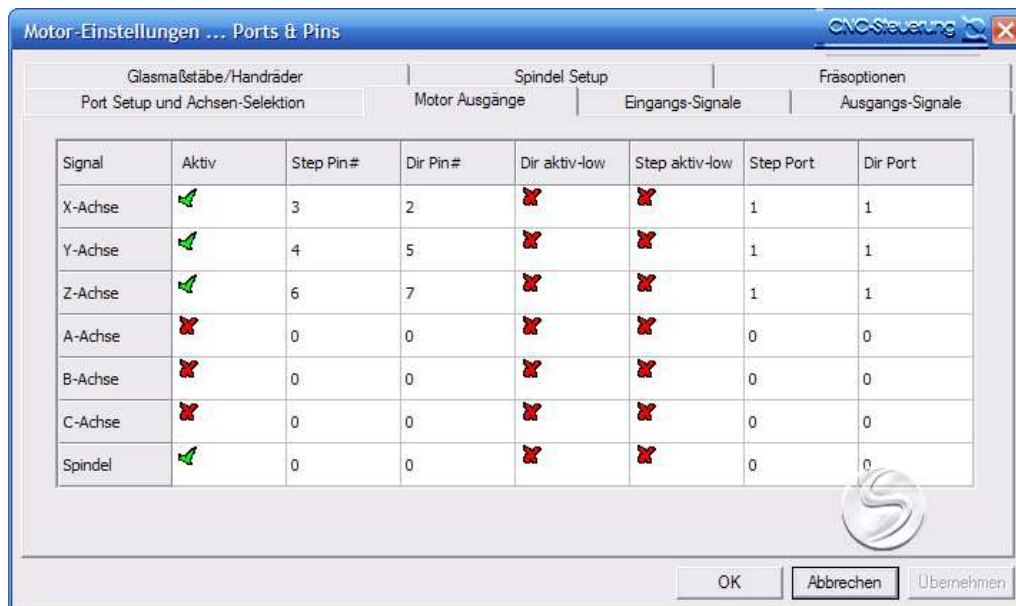 Motor-Einstellungen ... Ports & Pins CNC-Steuerung
Glasmaßstäbe/Handräder Spindel Setup Fräsoptionen
Port Setup und Achsen-Selektion Motor Ausgänge Eingangs-Signale Ausgangs-Signale
Signal Aktiv Step Pin# Dir Pin# Dir aktiv-low Step aktiv-low Step Port Dir Port
X-Achse 3 2 1 1
Y-Achse 4 5 1 1
Z-Achse 6 7 1 1
A-Achse 0 0 0 0
B-Achse 0 0 0 0
C-Achse 0 0 0 0
Spindel 0 0 0 0
OK Abbrechen Übernehmen